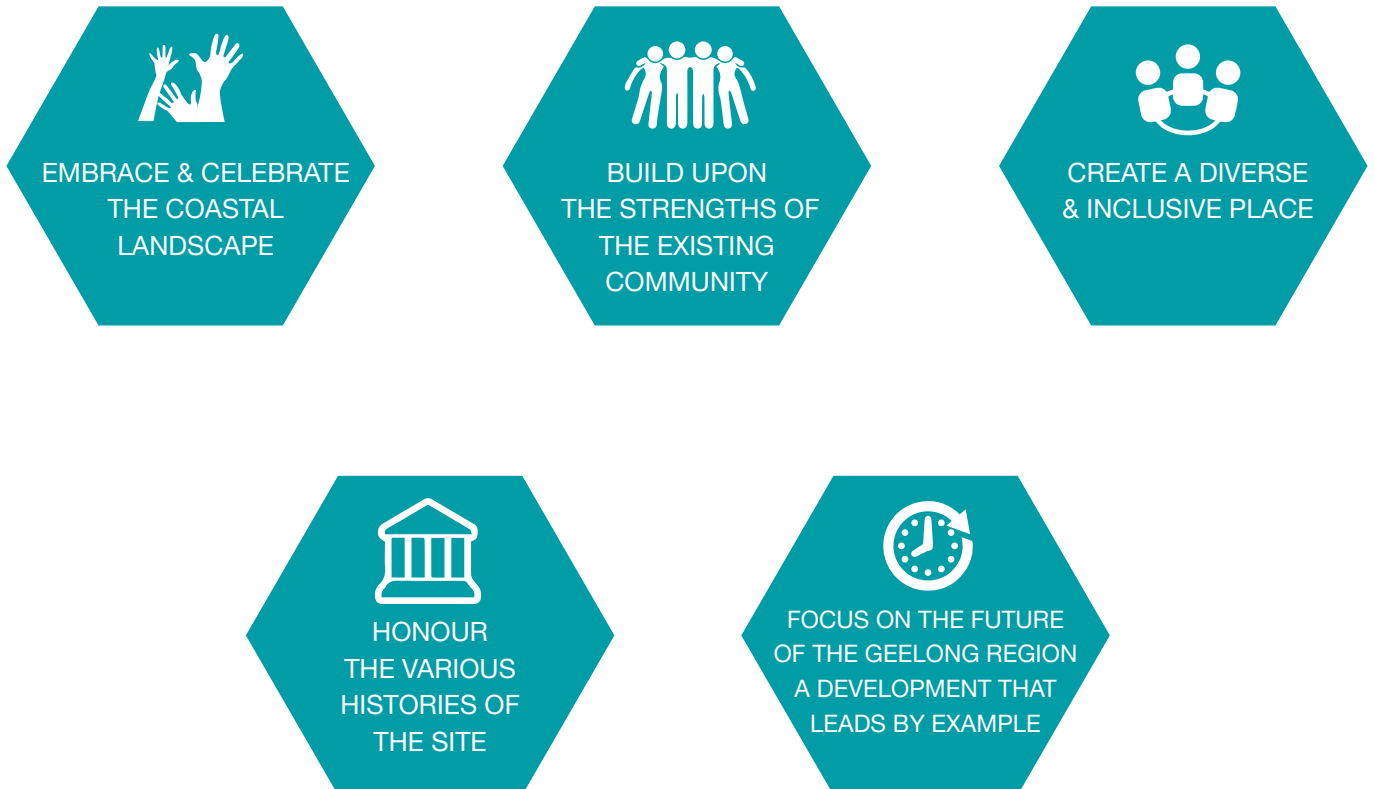 EMBRACE & CELEBRATE
THE COASTAL
LANDSCAPE
BUILD UPON
THE STRENGTHS OF
THE EXISTING
COMMUNITY
CREATE A DIVERSE
& INCLUSIVE PLACE
HONOUR
THE VARIOUS
HISTORIES OF
THE SITE
FOCUS ON THE FUTURE
OF THE GEELONG REGION
A DEVELOPMENT THAT
LEADS BY EXAMPLE